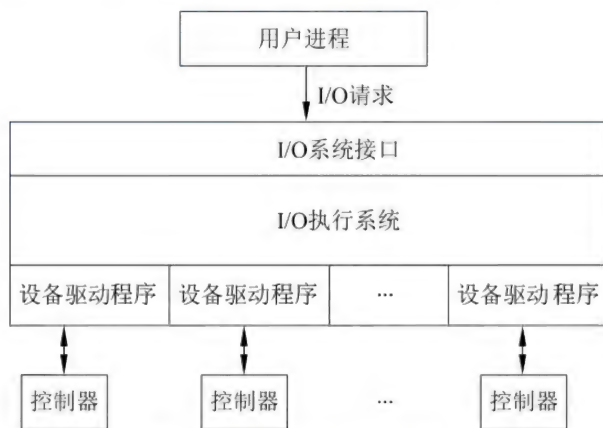 用户进程
I/O请求
I/O系统接口
I/O执行系统
设备驱动程序 设备驱动程序 ... 设备驱动程序
控制器 控制器 ... 控制器